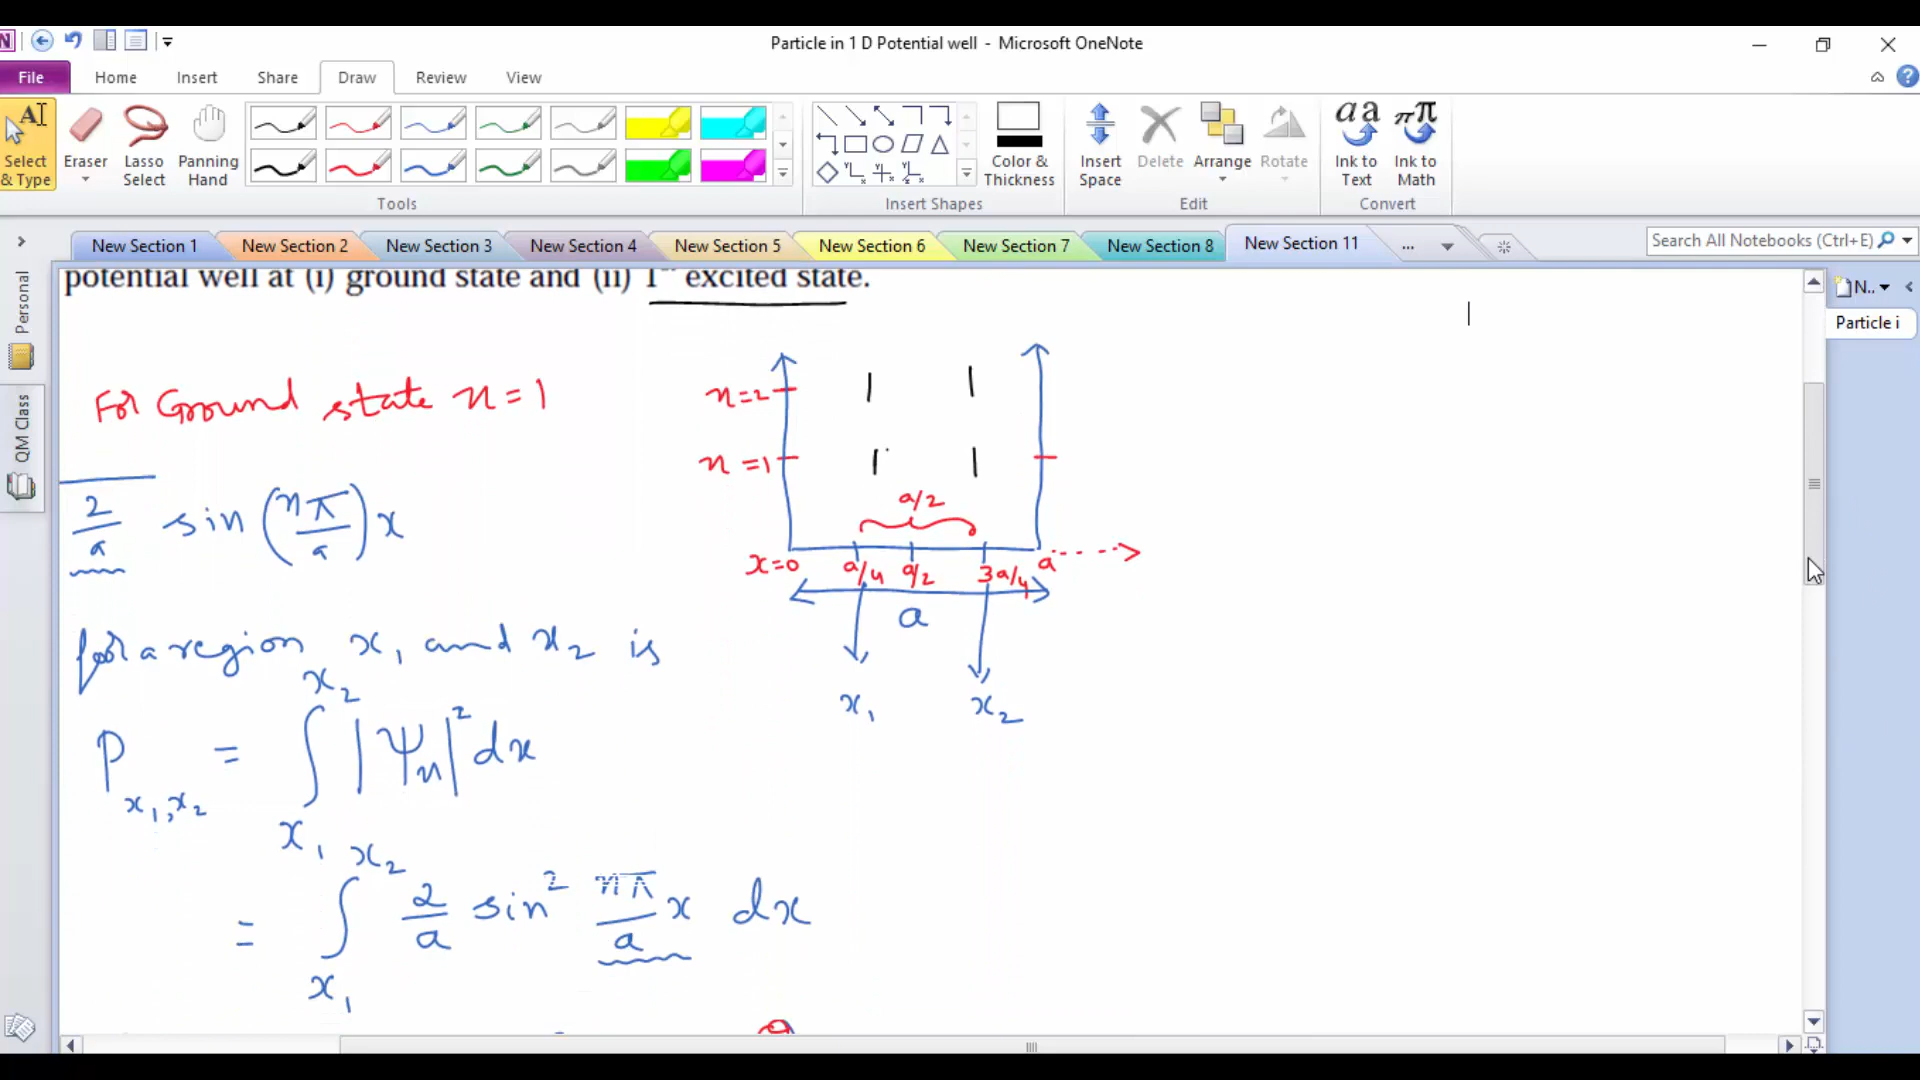 Particle in 1 D Potential well - Microsoft OneNote
File Home Insert Share Draw Review View
Select & Type
Eraser
Lasso Select
Panning Hand
Color & Thickness
Insert Space
Delete
Arrange
Rotate
Ink to Text
Ink to Math
Tools
Insert Shapes
Edit
Convert
New Section 1 New Section 2 New Section 3 New Section 4 New Section 5 New Section 6 New Section 7 New Section 8 New Section 11 ...
Search All Notebooks (Ctrl+E)
Personal
QM Class
N..
Particle i
potential well at (i) ground state and (ii) 1st excited state.
For Ground state n = 1
2/a sin (nπ/a) x
for a region x₁ and x₂ is
P x₁,x₂ = ∫ x₁ x₂ |Ψn|² dx
= ∫ x₁ x₂ 2/a sin² nπ/a x dx
n=2
n=1
a/2
x=0 a/4 a/2 3a/4 a
a
x₁ x₂